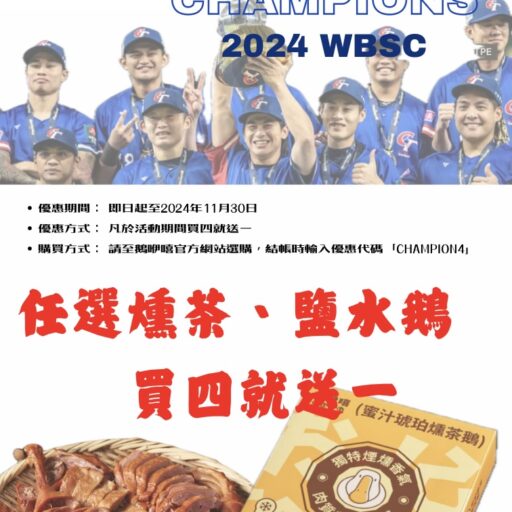 CHAMPIONS
2024 WBSC
TPE
• 優惠期間： 即日起至2024年11月30日
• 優惠方式： 凡於活動期間買四就送一
• 購買方式： 請至鵝咿嘻官方網站選購，結帳時輸入優惠代碼「CHAMPION4」
任選燻茶、鹽水鵝
買四就送一
(蜜汁琥珀燻茶鵝)
獨特煙燻香氣